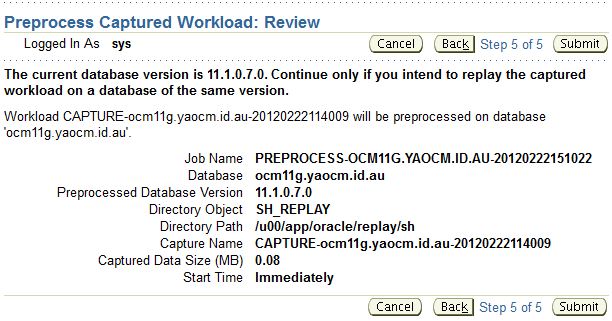 Preprocess Captured Workload: Review
Logged In As sys Cancel Back Step 5 of 5 Submit
The current database version is 11.1.0.7.0. Continue only if you intend to replay the captured
workload on a database of the same version.
Workload CAPTURE-ocm11g.yaocm.id.au-20120222114009 will be preprocessed on database
'ocm11g.yaocm.id.au'.
Job Name PREPROCESS-OCM11G.YAOCM.ID.AU-20120222151022
Database ocm11g.yaocm.id.au
Preprocessed Database Version 11.1.0.7.0
Directory Object SH_REPLAY
Directory Path /u00/app/oracle/replay/sh
Capture Name CAPTURE-ocm11g.yaocm.id.au-20120222114009
Captured Data Size (MB) 0.08
Start Time Immediately
Cancel Back Step 5 of 5 Submit